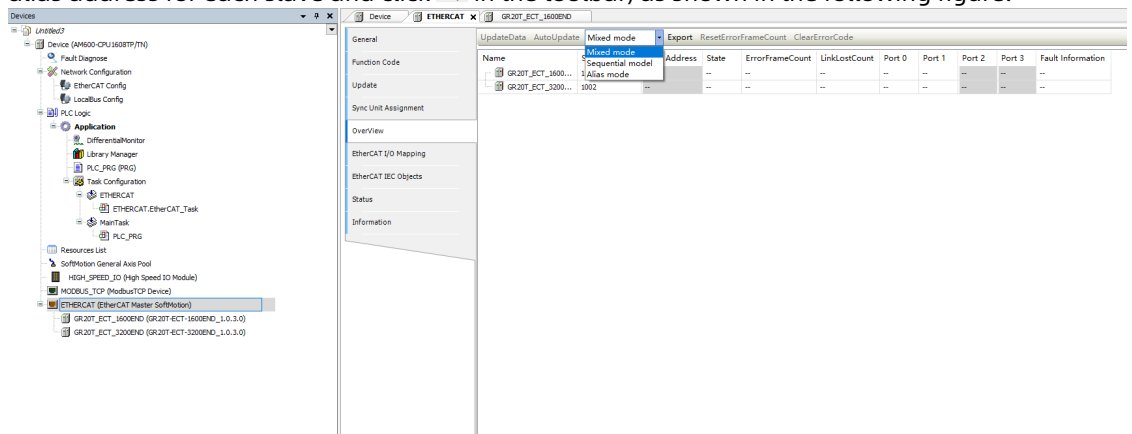 alias address for each slave and click in the toolbar, as shown in the following figure.
Devices
Untitled3
Device (AM600-CPU1608TP/TN)
Fault Diagnose
Network Configuration
EtherCAT Config
LocalBus Config
PLC Logic
Application
DifferentialMonitor
Library Manager
PLC_PRG (PRG)
Task Configuration
ETHERCAT
ETHERCAT.EtherCAT_Task
MainTask
PLC_PRG
Resources List
SoftMotion General Axis Pool
HIGH_SPEED_IO (High Speed IO Module)
MODBUS_TCP (ModbusTCP Device)
ETHERCAT (EtherCAT Master SoftMotion)
GR20T_ECT_1600END (GR20T-ECT-1600END_1.0.3.0)
GR20T_ECT_3200END (GR20T-ECT-3200END_1.0.3.0)
Device ETHERCAT GR20T_ECT_1600END
General
Function Code
Update
Sync Unit Assignment
OverView
EtherCAT I/O Mapping
EtherCAT IEC Objects
Status
Information
UpdateData AutoUpdate Mixed mode Export ResetErrorFrameCount ClearErrorCode
Mixed mode
Sequential model
Alias mode
Name Address State ErrorFrameCount LinkLostCount Port 0 Port 1 Port 2 Port 3 Fault Information
GR20T_ECT_1600... -- -- -- -- -- -- -- --
GR20T_ECT_3200... 1002 -- -- -- -- -- -- -- -- --